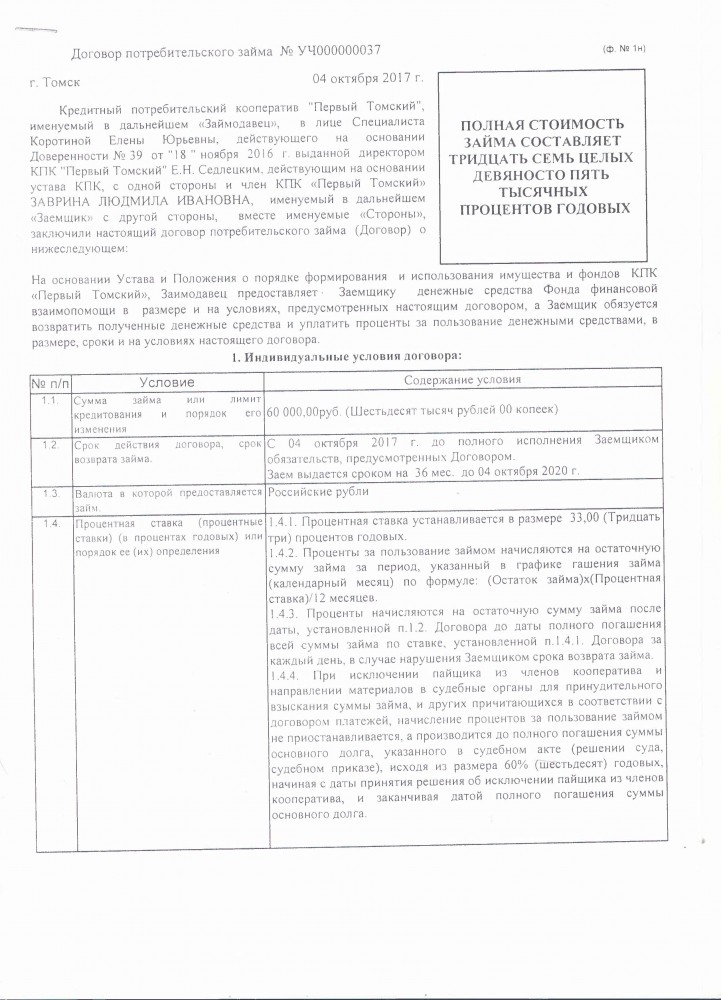 Договор потребительского займа № УЧ000000037
(ф. № 1н)
г. Томск
04 октября 2017 г.
Кредитный потребительский кооператив "Первый Томский",
именуемый в дальнейшем «Займодавец», в лице Специалиста
Коротиной Елены Юрьевны, действующего на основании
Доверенности № 39 от "18 " ноября 2016 г. выданной директором
КПК "Первый Томский" Е.Н. Седлецким, действующим на основании
устава КПК, с одной стороны и член КПК «Первый Томский»
ЗАВРИНА ЛЮДМИЛА ИВАНОВНА, именуемый в дальнейшем
«Заемщик» с другой стороны, вместе именуемые «Стороны»,
заключили настоящий договор потребительского займа (Договор) о
нижеследующем:
ПОЛНАЯ СТОИМОСТЬ
ЗАЙМА СОСТАВЛЯЕТ
ТРИДЦАТЬ СЕМЬ ЦЕЛЫХ
ДЕВЯНОСТО ПЯТЬ
ТЫСЯЧНЫХ
ПРОЦЕНТОВ ГОДОВЫХ
На основании Устава и Положения о порядке формирования и использования имущества и фондов КПК
«Первый Томский», Заимодавец предоставляет Заемщику денежные средства Фонда финансовой
взаимопомощи в размере и на условиях, предусмотренных настоящим договором, а Заемщик обязуется
возвратить полученные денежные средства и уплатить проценты за пользование денежными средствами, в
размере, сроки и на условиях настоящего договора.
1. Индивидуальные условия договора:
№ п/п
Условие
Содержание условия
1.1.
Сумма займа или лимит
кредитования и порядок его
изменения
60 000,00руб. (Шестьдесят тысяч рублей 00 копеек)
1.2.
Срок действия договора, срок
возврата займа.
С 04 октября 2017 г. до полного исполнения Заемщиком
обязательств, предусмотренных Договором.
Заем выдается сроком на 36 мес. до 04 октября 2020 г.
1.3.
Валюта в которой предоставляется
займ.
Российские рубли
1.4.
Процентная ставка (процентные
ставки) (в процентах годовых) или
порядок ее (их) определения
1.4.1. Процентная ставка устанавливается в размере 33,00 (Тридцать
три) процентов годовых.
1.4.2. Проценты за пользование займом начисляются на остаточную
сумму займа за период, указанный в графике гашения займа
(календарный месяц) по формуле: (Остаток займа)х(Процентная
ставка)/12 месяцев.
1.4.3. Проценты начисляются на остаточную сумму займа после
даты, установленной п.1.2. Договора до даты полного погашения
всей суммы займа по ставке, установленной п.1.4.1. Договора за
каждый день, в случае нарушения Заемщиком срока возврата займа.
1.4.4. При исключении пайщика из членов кооператива и
направлении материалов в судебные органы для принудительного
взыскания суммы займа, и других причитающихся в соответствии с
договором платежей, начисление процентов за пользование займом
не приостанавливается, а производится до полного погашения суммы
основного долга, указанного в судебном акте (решении суда,
судебном приказе), исходя из размера 60% (шестьдесят) годовых,
начиная с даты принятия решения об исключении пайщика из членов
кооператива, и заканчивая датой полного погашения суммы
основного долга.